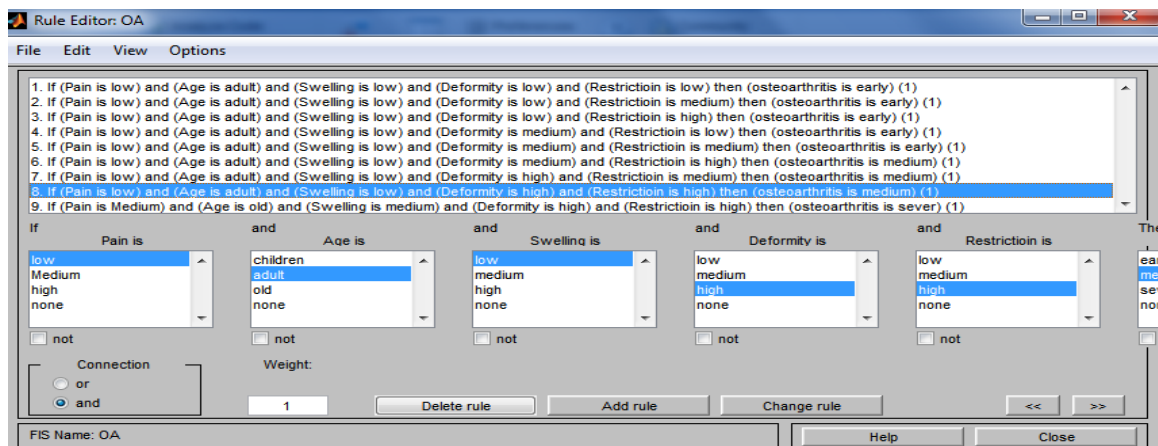 Rule Editor: OA
File Edit View Options
1. If (Pain is low) and (Age is adult) and (Swelling is low) and (Deformity is low) and (Restrictioin is low) then (osteoarthritis is early) (1)
2. If (Pain is low) and (Age is adult) and (Swelling is low) and (Deformity is low) and (Restrictioin is medium) then (osteoarthritis is early) (1)
3. If (Pain is low) and (Age is adult) and (Swelling is low) and (Deformity is low) and (Restrictioin is high) then (osteoarthritis is early) (1)
4. If (Pain is low) and (Age is adult) and (Swelling is low) and (Deformity is medium) and (Restrictioin is low) then (osteoarthritis is early) (1)
5. If (Pain is low) and (Age is adult) and (Swelling is low) and (Deformity is medium) and (Restrictioin is medium) then (osteoarthritis is early) (1)
6. If (Pain is low) and (Age is adult) and (Swelling is low) and (Deformity is medium) and (Restrictioin is high) then (osteoarthritis is medium) (1)
7. If (Pain is low) and (Age is adult) and (Swelling is low) and (Deformity is high) and (Restrictioin is medium) then (osteoarthritis is medium) (1)
8. If (Pain is low) and (Age is adult) and (Swelling is low) and (Deformity is high) and (Restrictioin is high) then (osteoarthritis is medium) (1)
9. If (Pain is Medium) and (Age is old) and (Swelling is medium) and (Deformity is high) and (Restrictioin is high) then (osteoarthritis is sever) (1)
If and and and and The
Pain is Age is Swelling is Deformity is Restrictioin is
low children low low low ear
Medium adult medium medium medium me
high old high high high sev
none none none none none nor
not not not not not
Connection Weight:
or
and 1 Delete rule Add rule Change rule << >>
FIS Name: OA Help Close